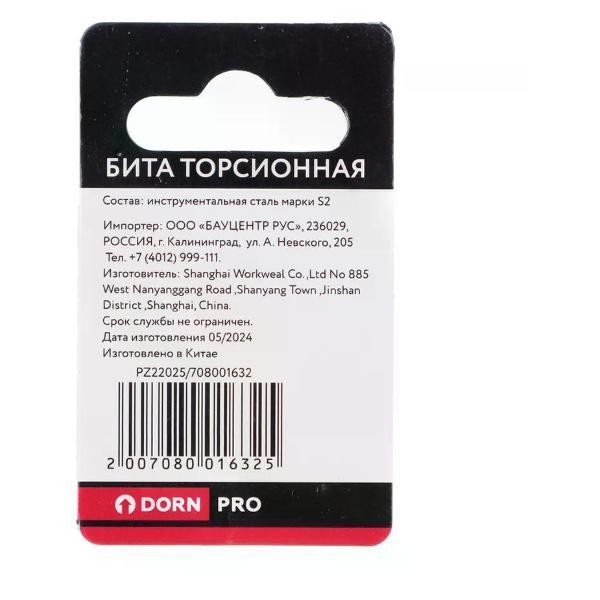 БИТА ТОРСИОННАЯ
Состав: инструментальная сталь марки S2
Импортер: ООО «БАУЦЕНТР РУС», 236029,
РОССИЯ, г. Калининград, ул. А. Невского, 205
Тел. +7 (4012) 999-111.
Изготовитель: Shanghai Workweal Co.,Ltd No 885
West Nanyanggang Road ,Shanyang Town ,Jinshan
District ,Shanghai, China.
Срок службы не ограничен.
Дата изготовления 05/2024
Изготовлено в Китае
PZ22025/708001632
2 007080 016325
DORN PRO